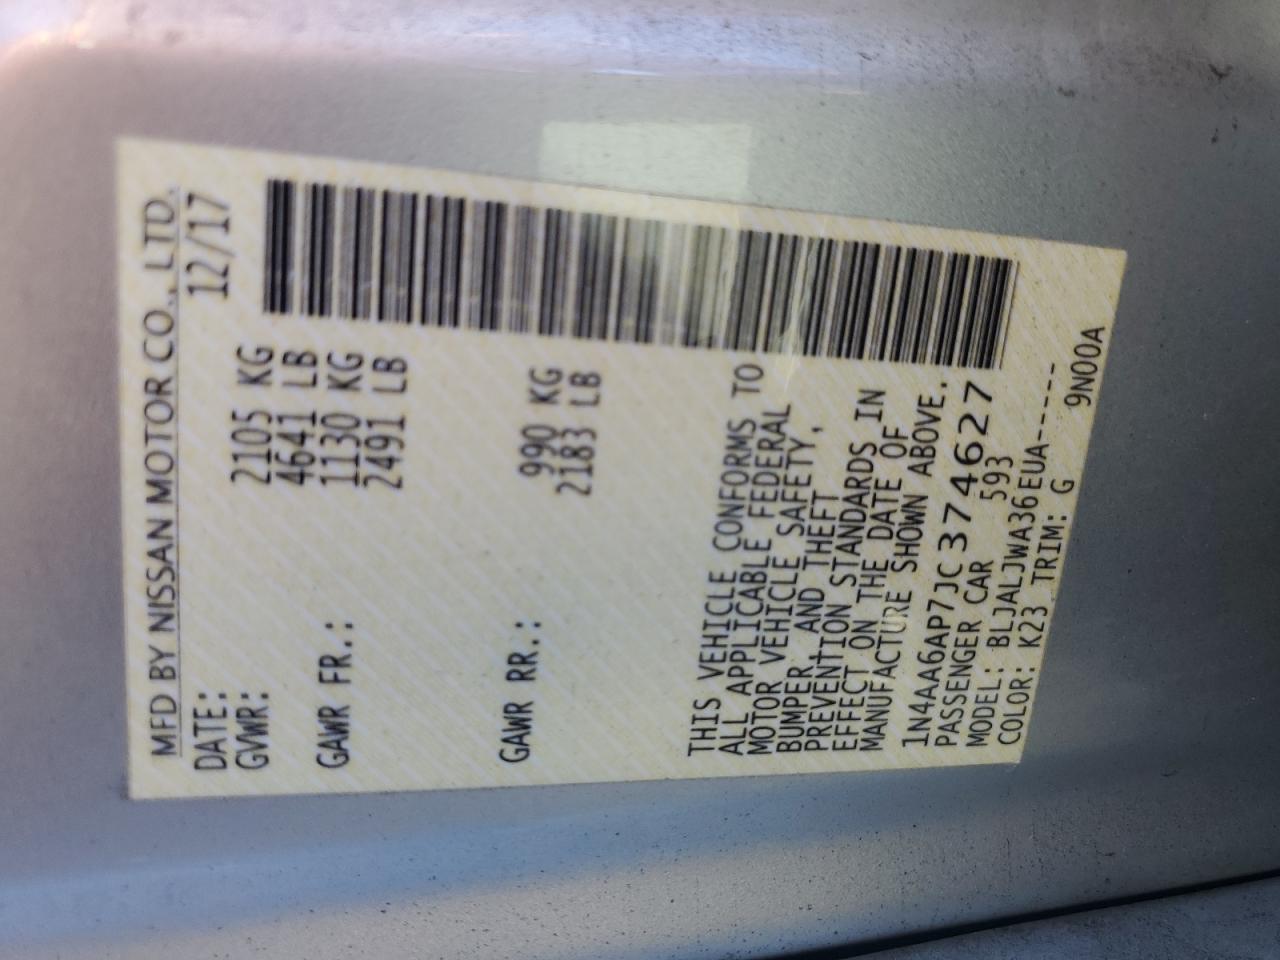 MFD BY NISSAN MOTOR CO., LTD.
DATE: 12/17
GVWR: 2105 KG
4641 LB
GAWR FR.: 1130 KG
2491 LB
GAWR RR.: 990 KG
2183 LB
THIS VEHICLE CONFORMS TO
ALL APPLICABLE FEDERAL
MOTOR VEHICLE SAFETY,
BUMPER, AND THEFT
PREVENTION STANDARDS IN
EFFECT ON THE DATE OF
MANUFACTURE SHOWN ABOVE.
1N4AA6AP7JC374627
PASSENGER CAR 593
MODEL: BLJALJWA36EUA-----
COLOR: K23 TRIM: G 9N00A